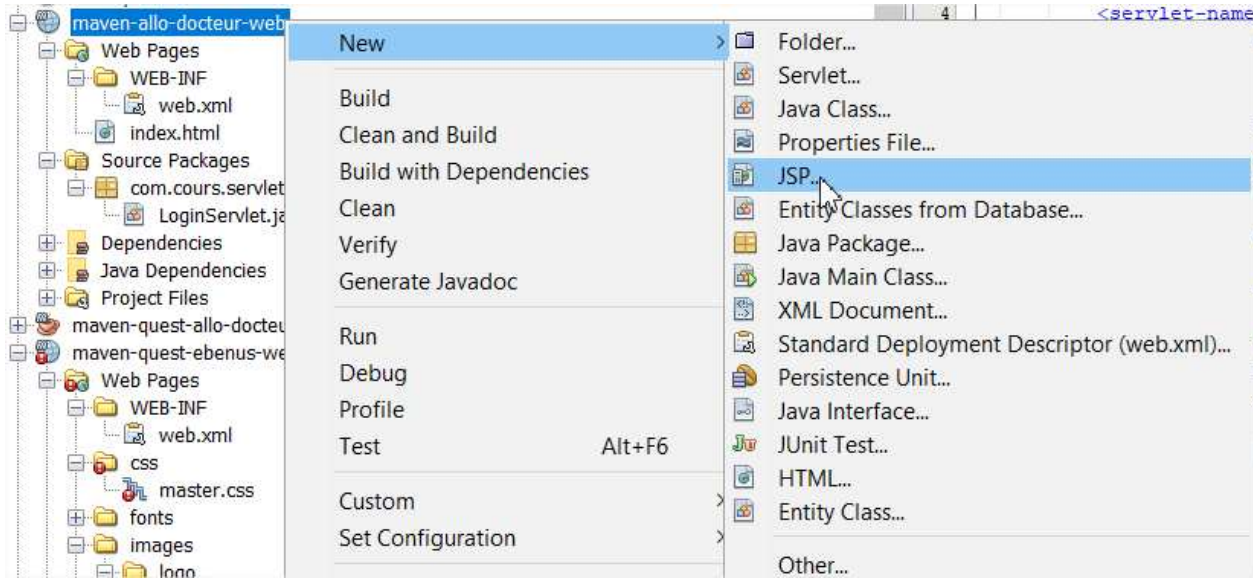 maven-allo-docteur-web
Web Pages
WEB-INF
web.xml
index.html
Source Packages
com.cours.servlet
LoginServlet.ja
Dependencies
Java Dependencies
Project Files
maven-quest-allo-docteu
maven-quest-ebenus-we
Web Pages
WEB-INF
web.xml
css
master.css
fonts
images
logo
New
Build
Clean and Build
Build with Dependencies
Clean
Verify
Generate Javadoc
Run
Debug
Profile
Test Alt+F6
Custom
Set Configuration
4 <servlet-name
Folder...
Servlet...
Java Class...
Properties File...
JSP...
Entity Classes from Database...
Java Package...
Java Main Class...
XML Document...
Standard Deployment Descriptor (web.xml)...
Persistence Unit...
Java Interface...
JUnit Test...
HTML...
Entity Class...
Other...